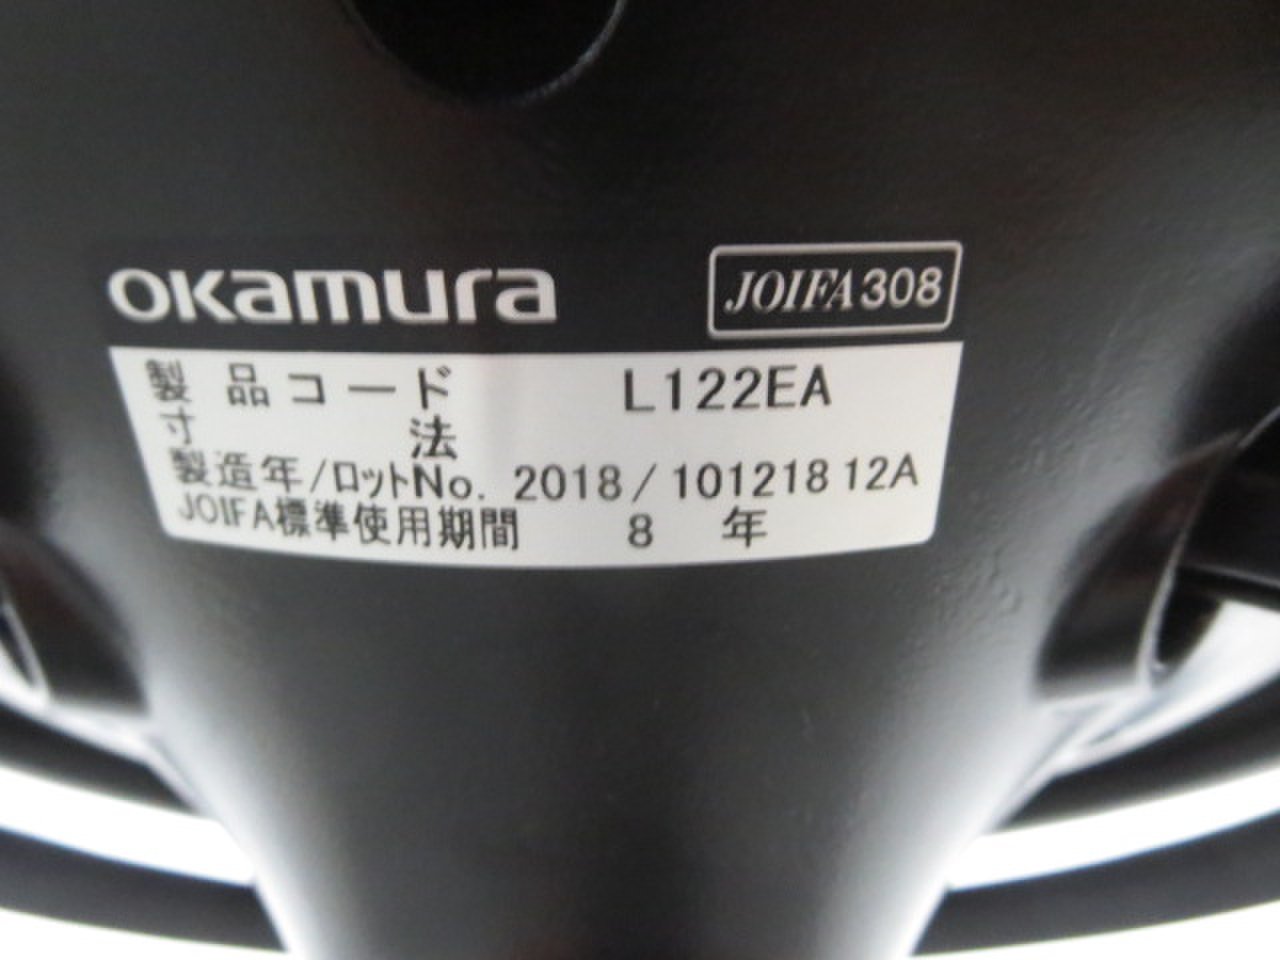 okamura
JOIFA308
製品コード L122EA
寸法
製造年/ロットNo. 2018/10121812A
JOIFA標準使用期間 8 年